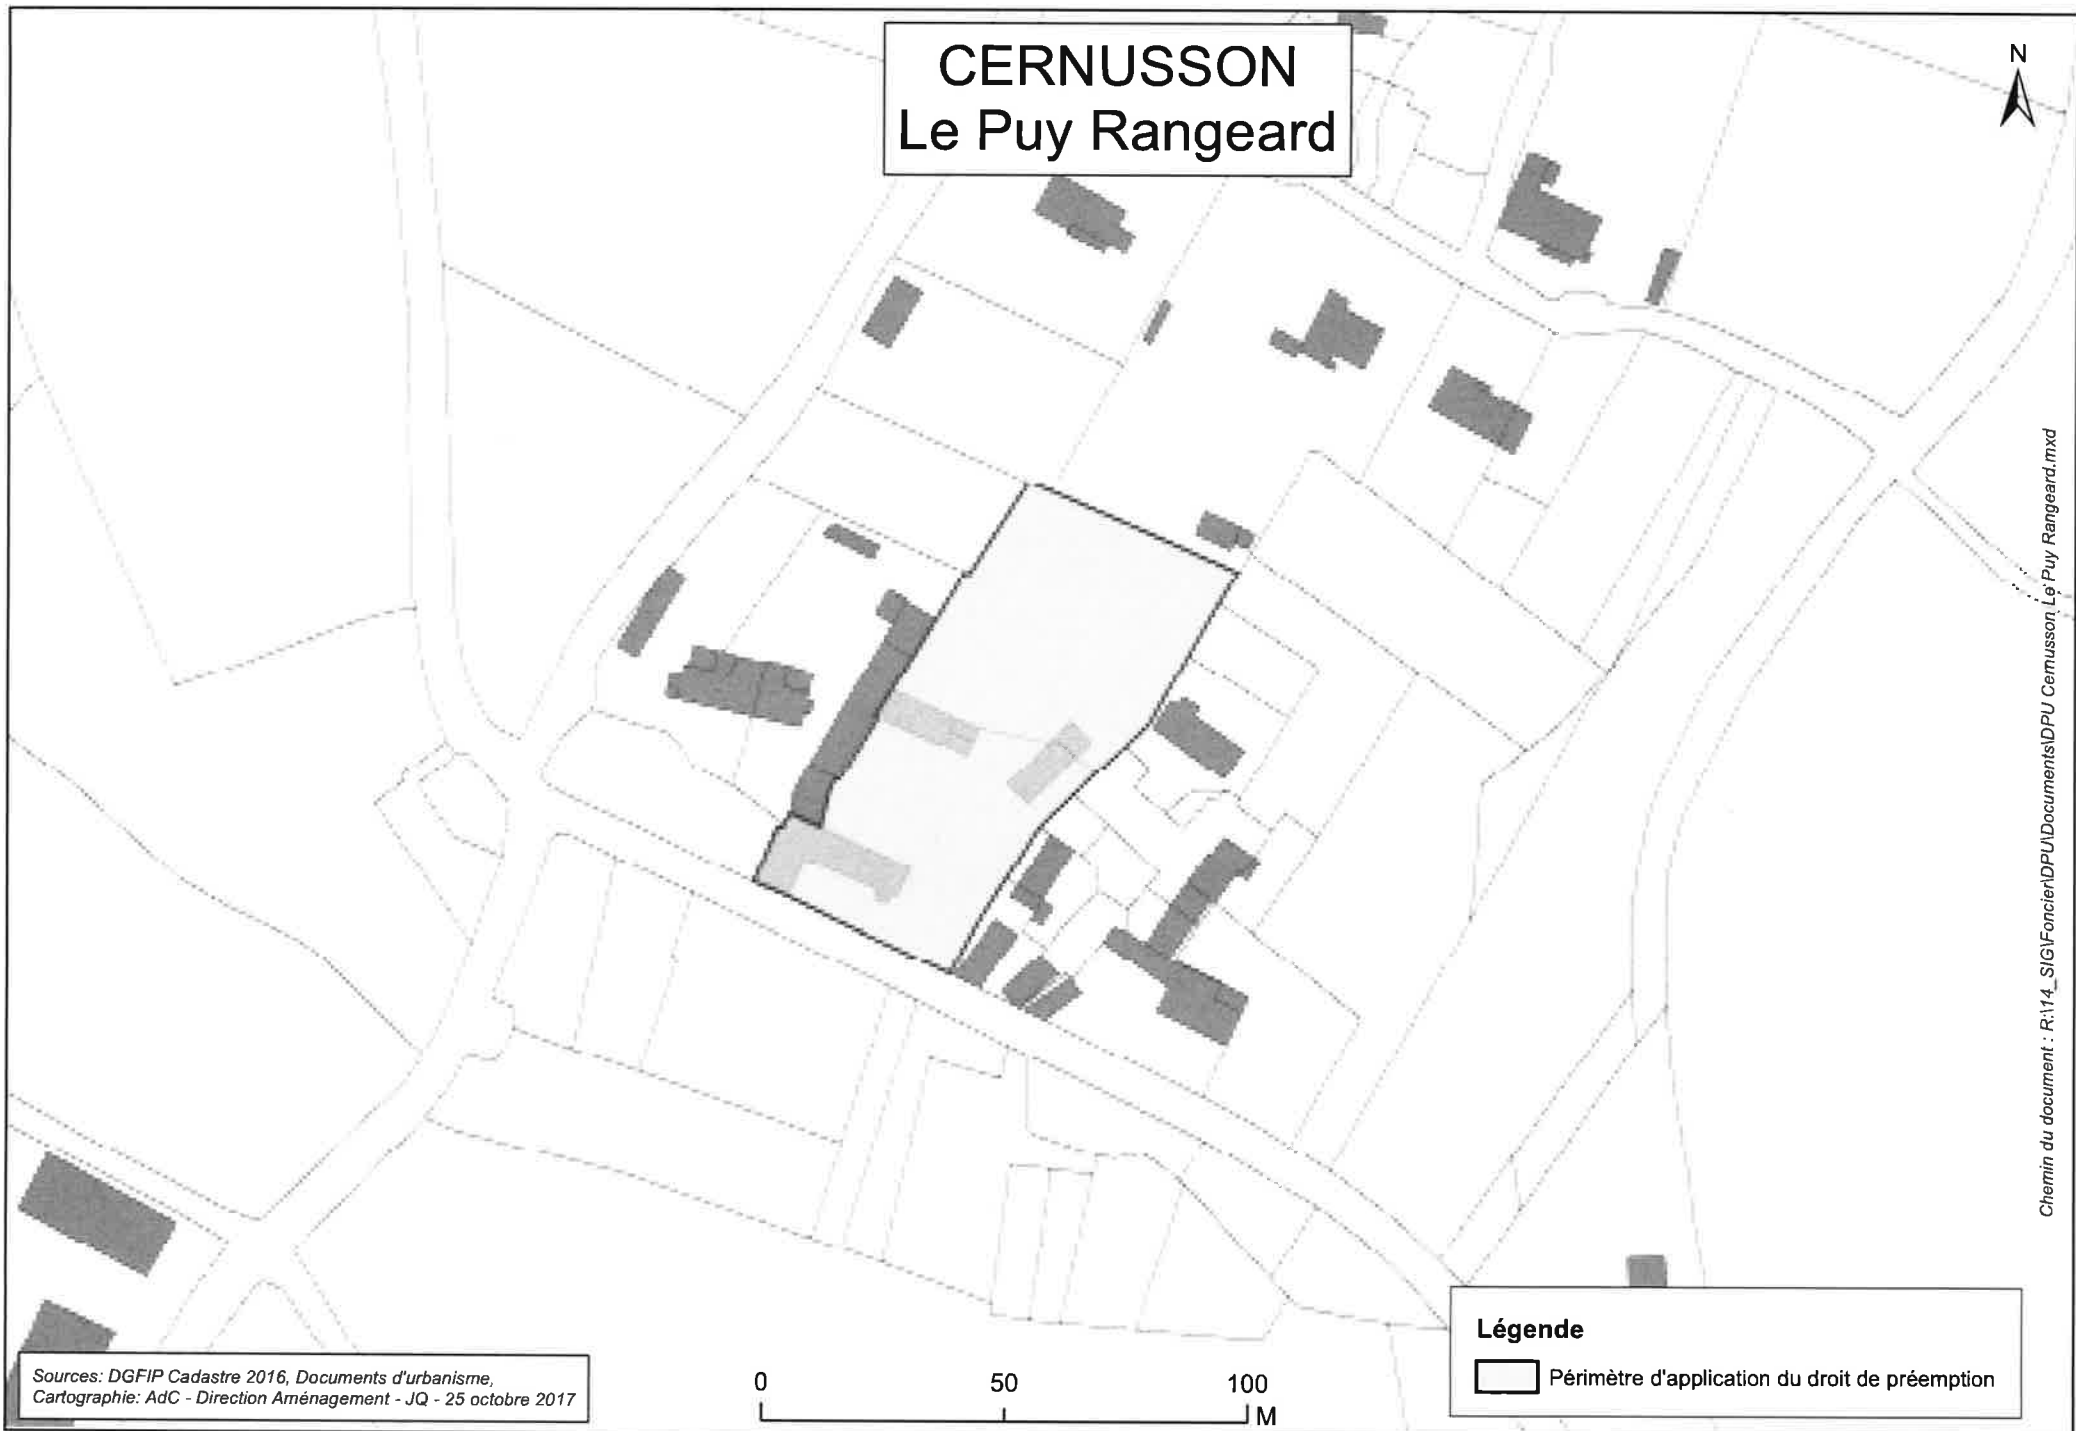 CERNUSSON
Le Puy Rangeard
N
Chemin du document : R:\14_SIG\Foncier\DPU\Documents\DPU Cernusson Le Puy Rangeard.mxd
Légende
Périmètre d'application du droit de préemption
Sources: DGFIP Cadastre 2016, Documents d'urbanisme,
Cartographie: AdC - Direction Aménagement - JQ - 25 octobre 2017
0 50 100
M